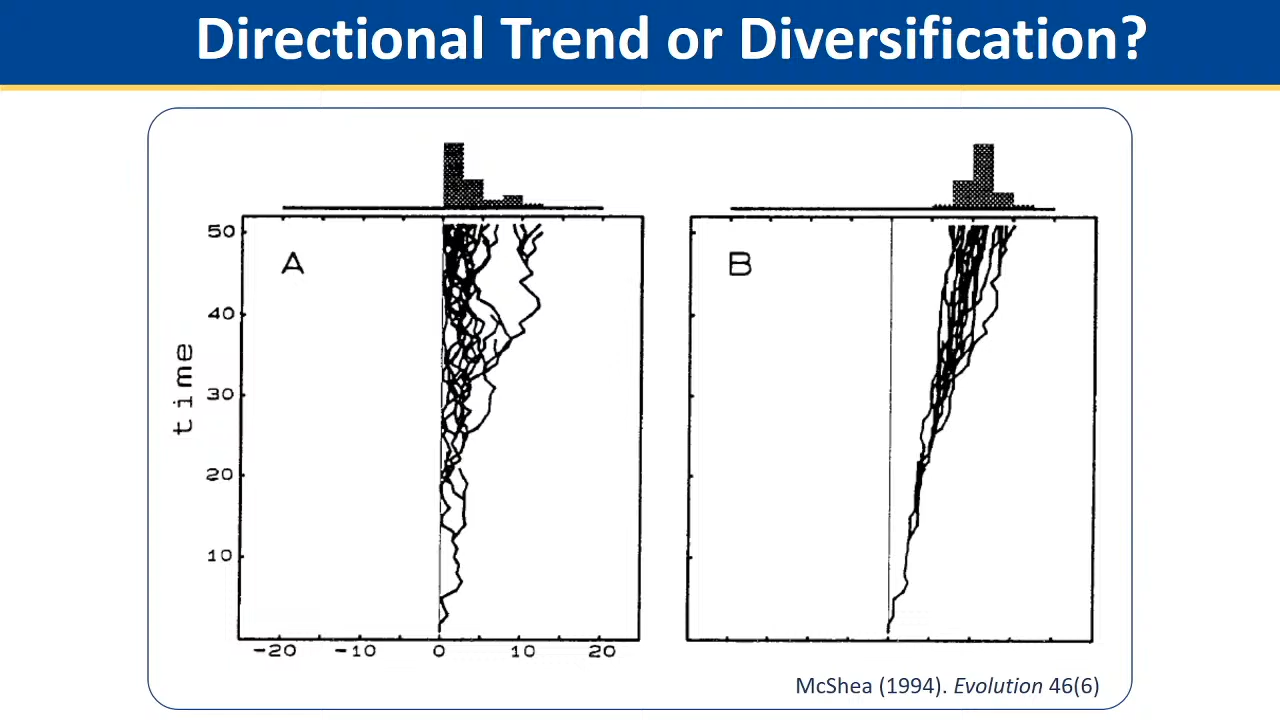 Directional Trend or Diversification?
A
B
time
50
40
30
20
10
-20 -10 0 10 20
McShea (1994). Evolution 46(6)